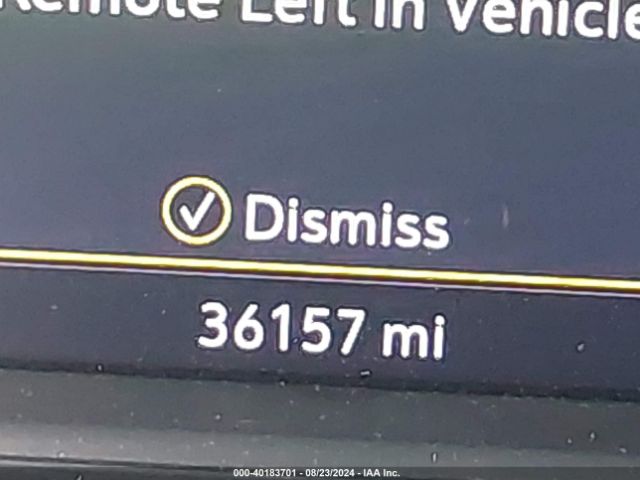 Remote Left in Vehicle
Dismiss
36157 mi
000-40183701 - 08/23/2024 - IAA Inc.